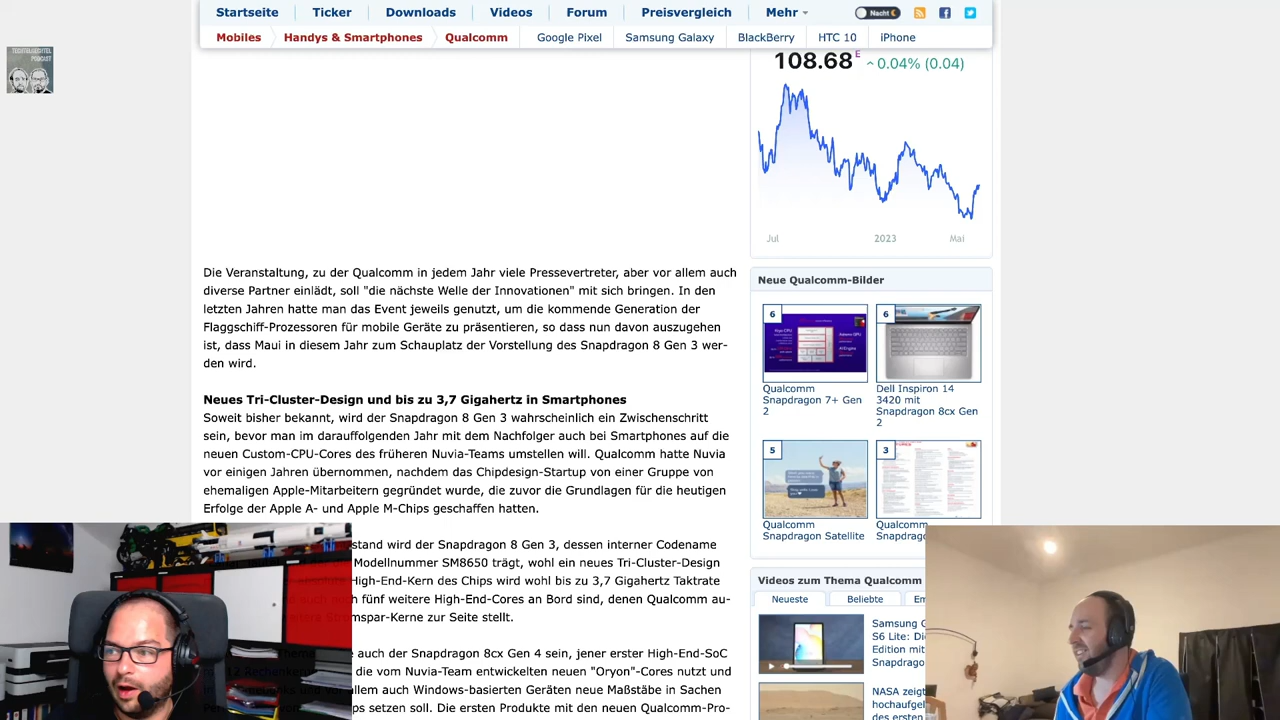 Startseite
Ticker
Downloads
Videos
Forum
Preisvergleich
Mehr
Nacht
Mobiles
Handys & Smartphones
Qualcomm
Google Pixel
Samsung Galaxy
BlackBerry
HTC 10
iPhone
PODCAST
108.68 E 0.04% (0.04)
Jul 2023 Mai
Die Veranstaltung, zu der Qualcomm in jedem Jahr viele Pressevertreter, aber vor allem auch
diverse Partner einlädt, soll "die nächste Welle der Innovationen" mit sich bringen. In den
letzten Jahren hatte man das Event jeweils genutzt, um die kommende Generation der
Flaggschiff-Prozessoren für mobile Geräte zu präsentieren, so dass nun davon auszugehen
ist, dass Maui in diesem Jahr zum Schauplatz der Vorstellung des Snapdragon 8 Gen 3 wer-
den wird.
Neues Tri-Cluster-Design und bis zu 3,7 Gigahertz in Smartphones
Soweit bisher bekannt, wird der Snapdragon 8 Gen 3 wahrscheinlich ein Zwischenschritt
sein, bevor man im darauffolgenden Jahr mit dem Nachfolger auch bei Smartphones auf die
neuen Custom-CPU-Cores des früheren Nuvia-Teams umstellen will. Qualcomm hatte Nuvia
vor einigen Jahren übernommen, nachdem das Chipdesign-Startup von einer Gruppe von
ehemaligen Apple-Mitarbeitern gegründet wurde, die zuvor die Grundlagen für die heutigen
Erfolge der Apple A- und Apple M-Chips geschaffen hatten.
stand wird der Snapdragon 8 Gen 3, dessen interner Codename
Modellnummer SM8650 trägt, wohl ein neues Tri-Cluster-Design
High-End-Kern des Chips wird wohl bis zu 3,7 Gigahertz Taktrate
fünf weitere High-End-Cores an Bord sind, denen Qualcomm au-
Stromspar-Kerne zur Seite stellt.
auch der Snapdragon 8cx Gen 4 sein, jener erster High-End-SoC
die vom Nuvia-Team entwickelten neuen "Oryon"-Cores nutzt und
allem auch Windows-basierten Geräten neue Maßstäbe in Sachen
ps setzen soll. Die ersten Produkte mit den neuen Qualcomm-Pro-
Neue Qualcomm-Bilder
6
Qualcomm
Snapdragon 7+ Gen
2
6
Dell Inspiron 14
3420 mit
Snapdragon 8cx Gen
2
5
Qualcomm
Snapdragon Satellite
3
Qualcomm
Snapdrag
Videos zum Thema Qualcomm
Neueste
Beliebte
Em
Samsung G
S6 Lite: Di
Edition mit
Snapdrago
NASA zeigt
hochaufgel
des ersten